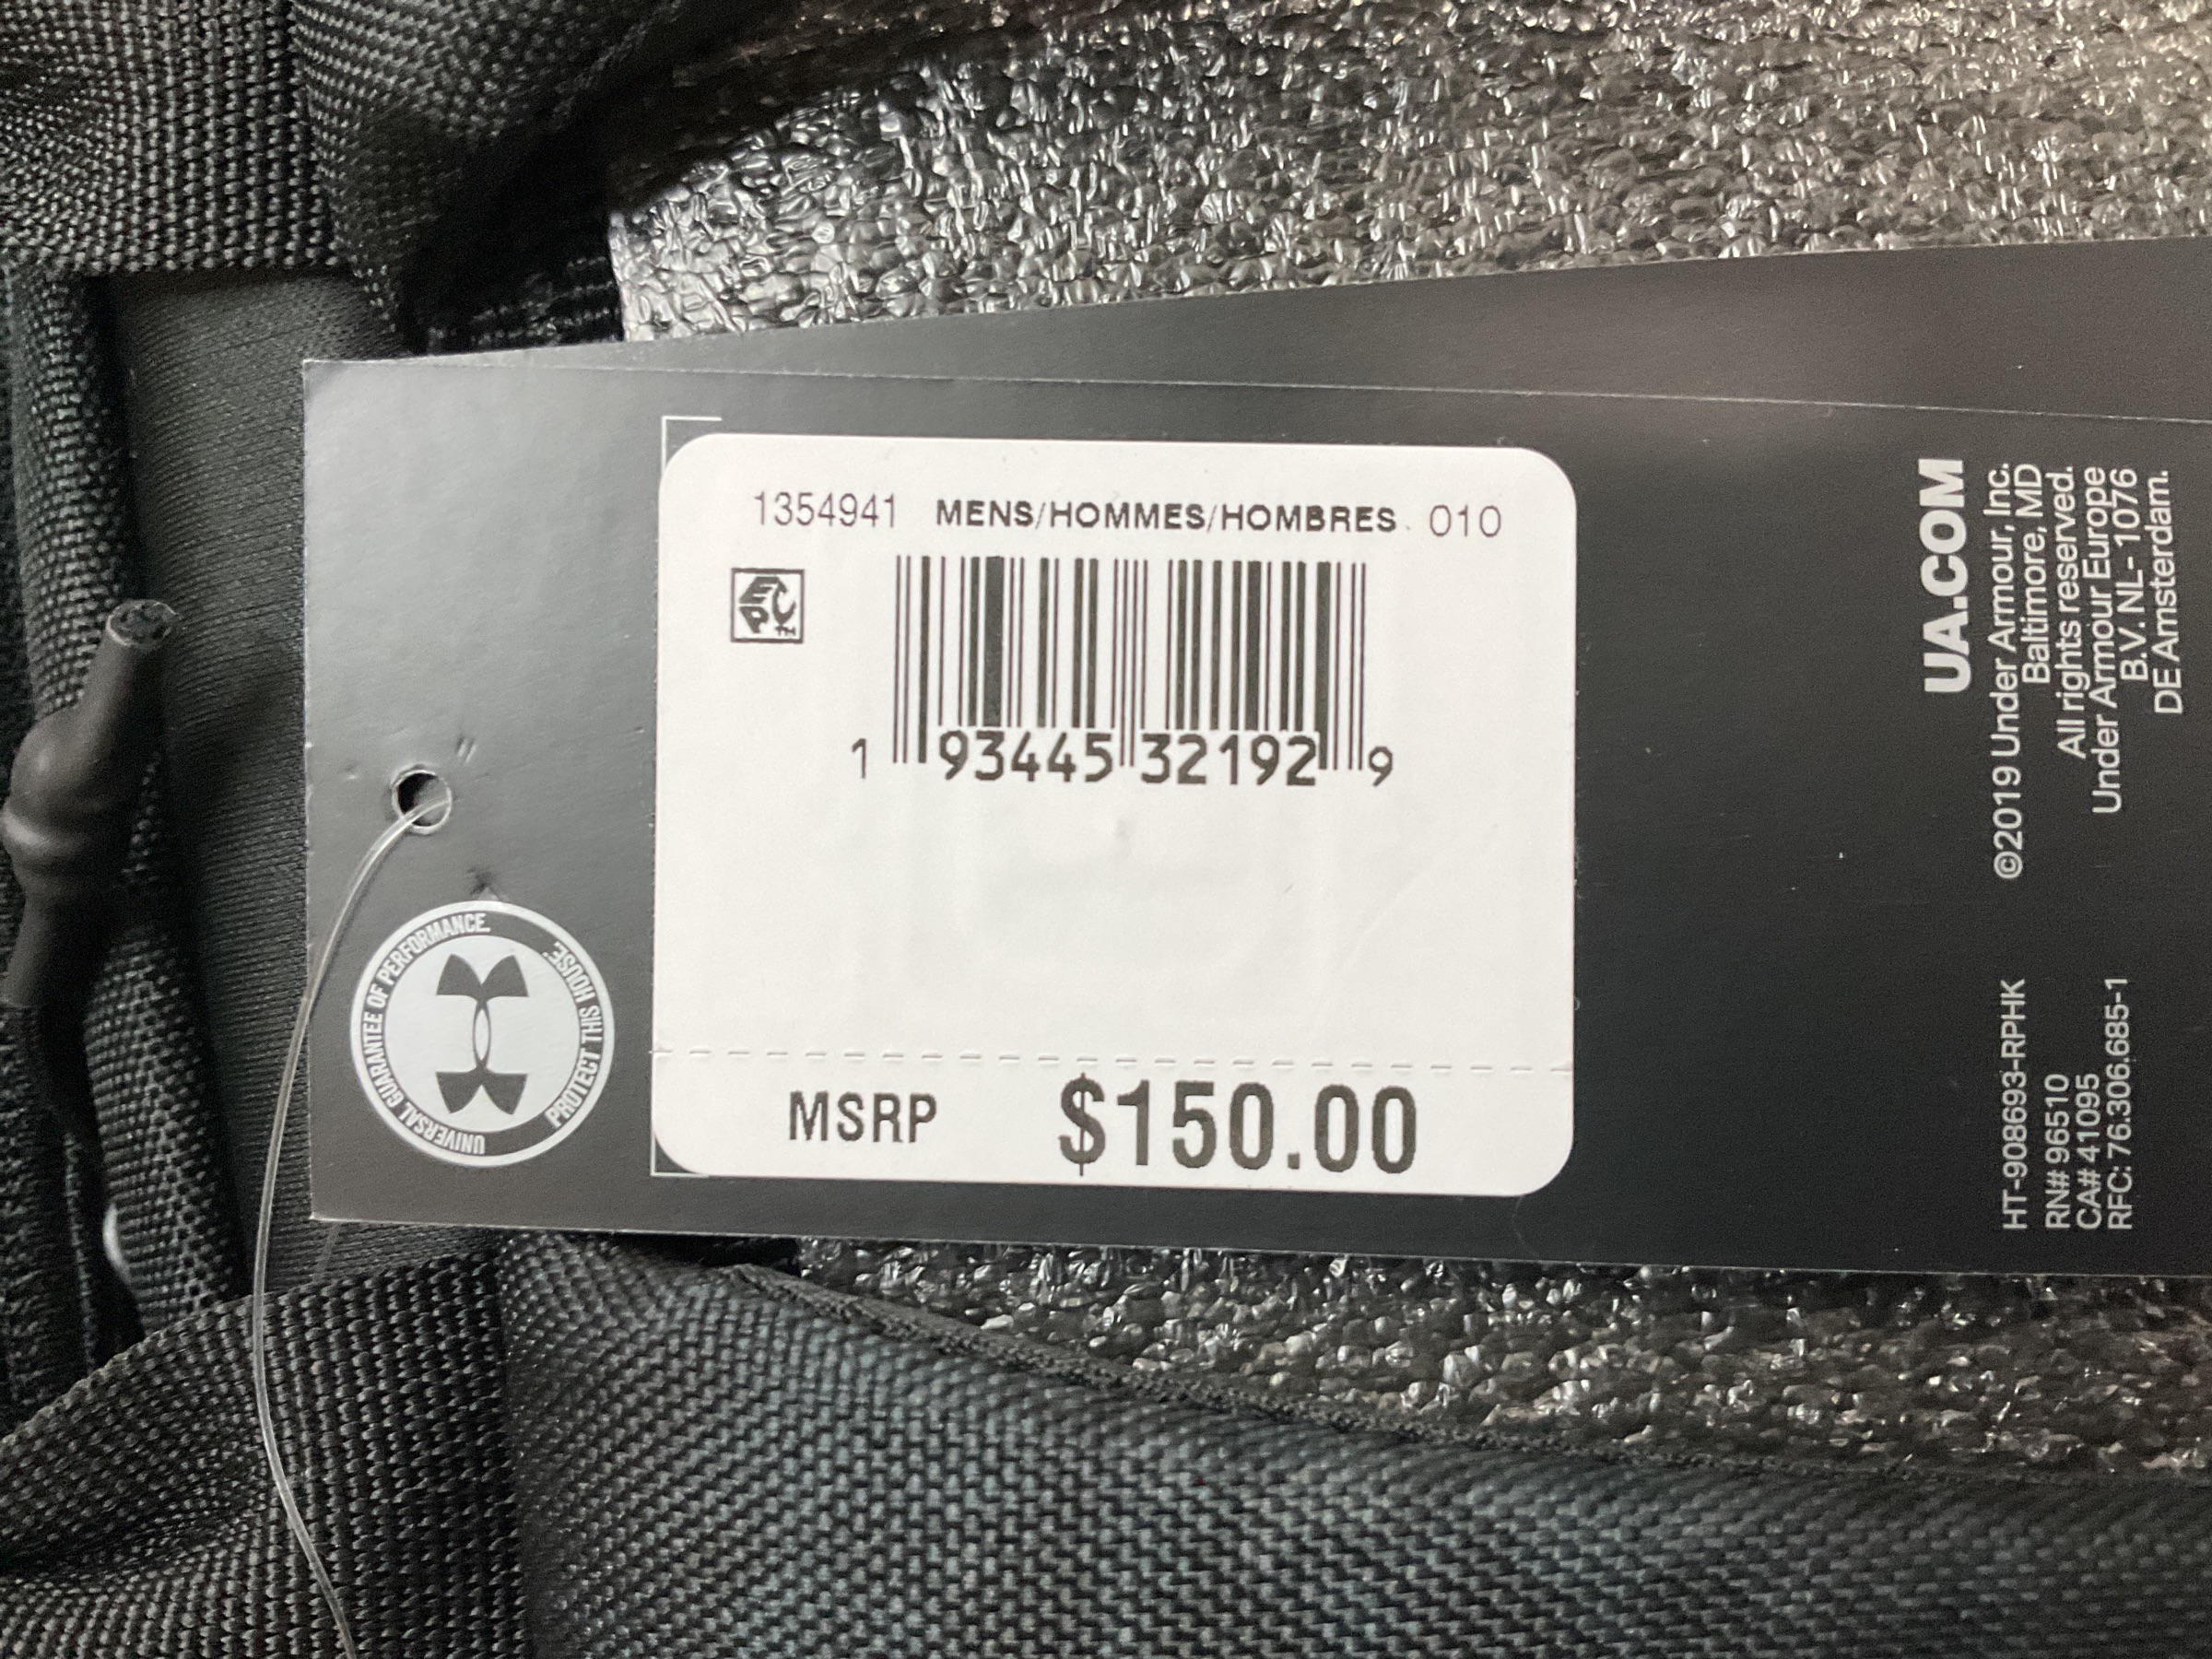 1354941 MENS/HOMMES/HOMBRES 010
EPC™
1 93445 32192 9
MSRP $150.00
UNIVERSAL GUARANTEE OF PERFORMANCE.
PROTECT THIS HOUSE.
UA.COM
©2019 Under Armour, Inc.
Baltimore, MD
All rights reserved.
Under Armour Europe
B.V. NL- 1076
DE Amsterdam.
HT-908693-RPHK
RN# 96510
CA# 41095
RFC: 76.306.685-1